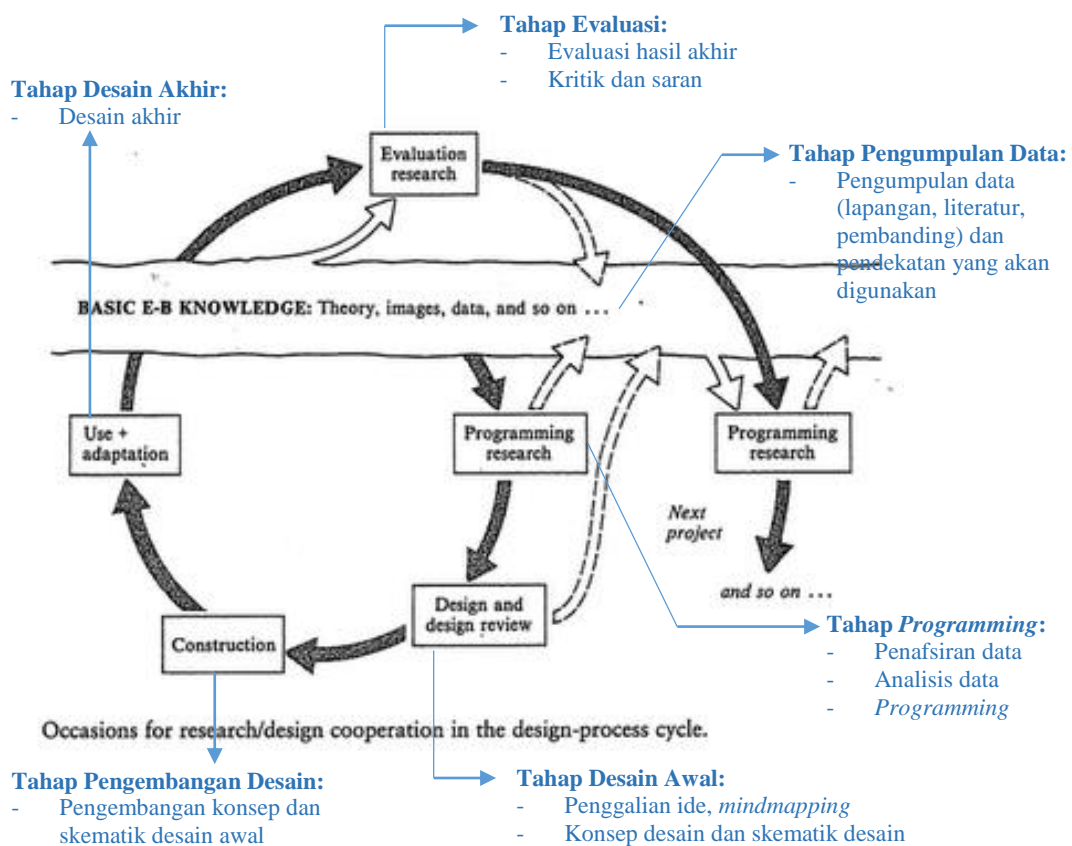 Tahap Evaluasi:
- Evaluasi hasil akhir
- Kritik dan saran
Tahap Desain Akhir:
- Desain akhir
Evaluation
research
Tahap Pengumpulan Data:
- Pengumpulan data
(lapangan, literatur,
pembanding) dan
pendekatan yang akan
digunakan
BASIC E-B KNOWLEDGE: Theory, images, data, and so on ...
Use +
adaptation
Programming
research
Programming
research
Next
project
and so on ...
Design and
design review
Construction
Tahap Programming:
- Penafsiran data
- Analisis data
- Programming
Occasions for research/design cooperation in the design-process cycle.
Tahap Pengembangan Desain:
- Pengembangan konsep dan
skematik desain awal
Tahap Desain Awal:
- Penggalian ide, mindmapping
- Konsep desain dan skematik desain